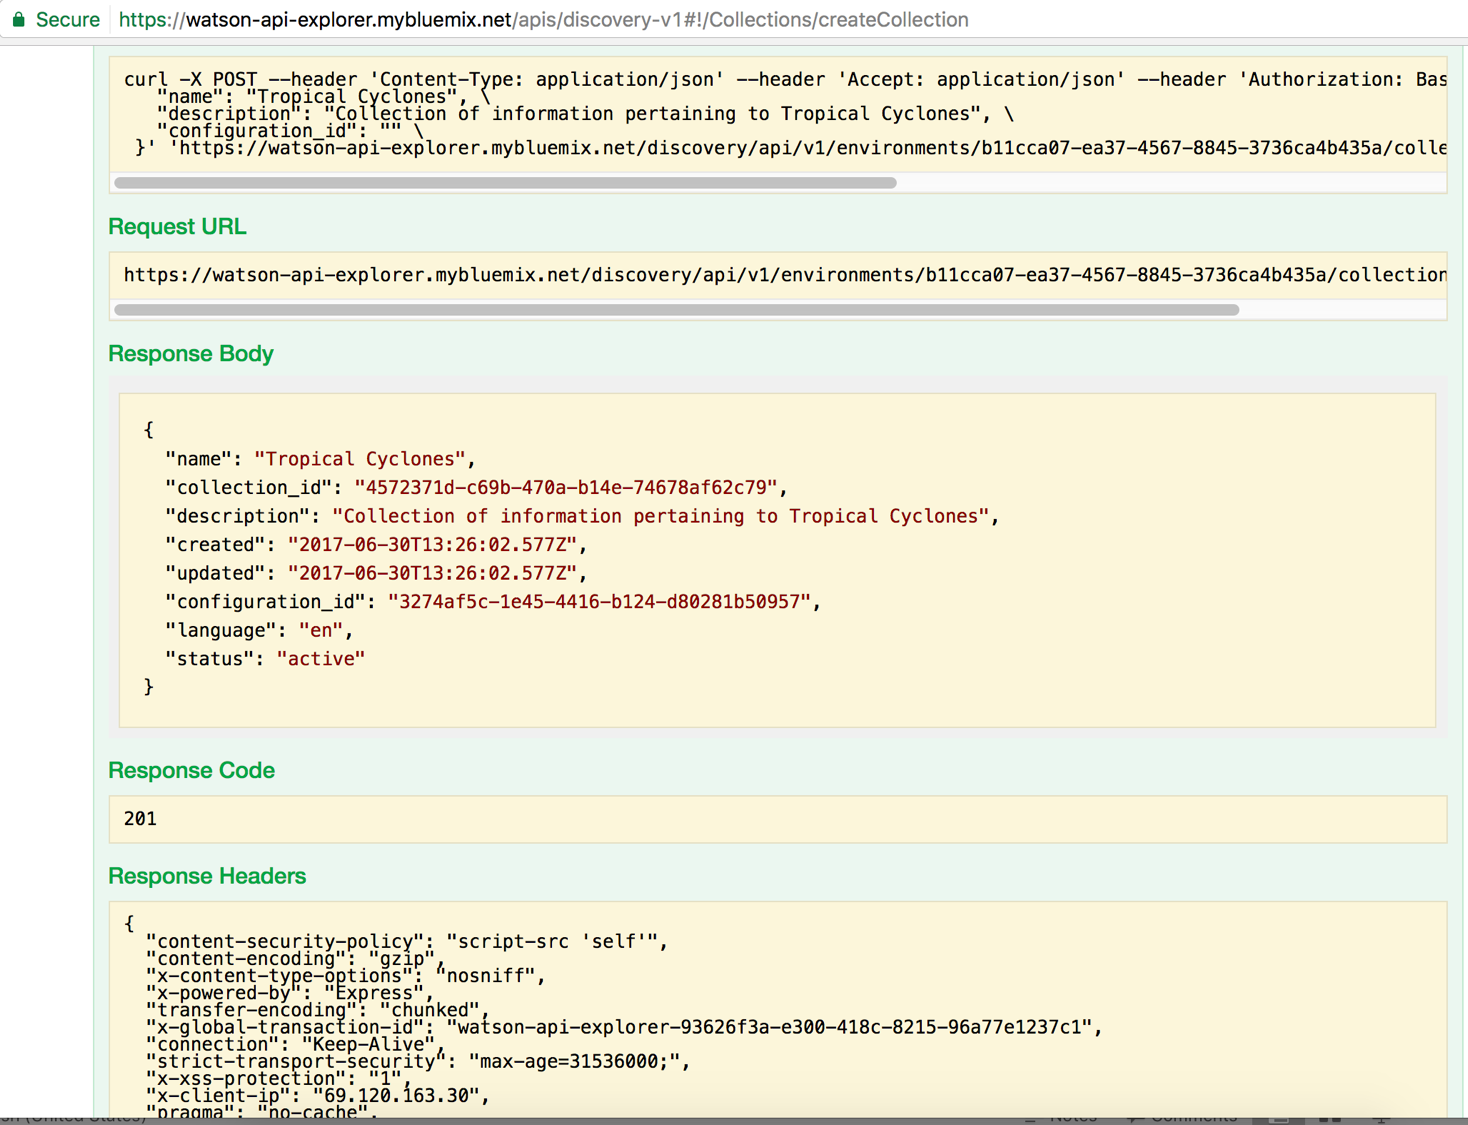 Secure https://watson-api-explorer.mybluemix.net/apis/discovery-v1#!/Collections/createCollection
curl -X POST --header 'Content-Type: application/json' --header 'Accept: application/json' --header 'Authorization: Bas
"name": "Tropical Cyclones", \
"description": "Collection of information pertaining to Tropical Cyclones", \
"configuration_id": "" \
}' 'https://watson-api-explorer.mybluemix.net/discovery/api/v1/environments/b11cca07-ea37-4567-8845-3736ca4b435a/colle
Request URL
https://watson-api-explorer.mybluemix.net/discovery/api/v1/environments/b11cca07-ea37-4567-8845-3736ca4b435a/collection
Response Body
{
"name": "Tropical Cyclones",
"collection_id": "4572371d-c69b-470a-b14e-74678af62c79",
"description": "Collection of information pertaining to Tropical Cyclones",
"created": "2017-06-30T13:26:02.577Z",
"updated": "2017-06-30T13:26:02.577Z",
"configuration_id": "3274af5c-1e45-4416-b124-d80281b50957",
"language": "en",
"status": "active"
}
Response Code
201
Response Headers
{
"content-security-policy": "script-src 'self'",
"content-encoding": "gzip",
"x-content-type-options": "nosniff",
"x-powered-by": "Express",
"transfer-encoding": "chunked",
"x-global-transaction-id": "watson-api-explorer-93626f3a-e300-418c-8215-96a77e1237c1",
"connection": "Keep-Alive",
"strict-transport-security": "max-age=31536000;",
"x-xss-protection": "1",
"x-client-ip": "69.120.163.30",
"pragma": "no-cache",